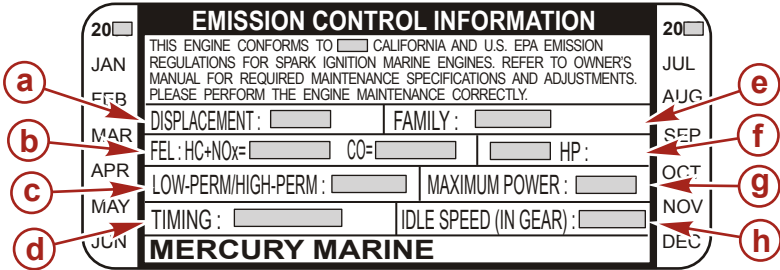 EMISSION CONTROL INFORMATION
20
20
THIS ENGINE CONFORMS TO CALIFORNIA AND U.S. EPA EMISSION
REGULATIONS FOR SPARK IGNITION MARINE ENGINES. REFER TO OWNER'S
MANUAL FOR REQUIRED MAINTENANCE SPECIFICATIONS AND ADJUSTMENTS.
PLEASE PERFORM THE ENGINE MAINTENANCE CORRECTLY.
JAN
JUL
a
e
FEB
AUG
DISPLACEMENT : FAMILY :
b
f
MAR
SEP
FEL : HC+NOx= CO= HP :
APR
OCT
c
g
LOW-PERM/HIGH-PERM : MAXIMUM POWER :
MAY
NOV
TIMING : IDLE SPEED (IN GEAR) :
d
h
JUN
DEC
MERCURY MARINE